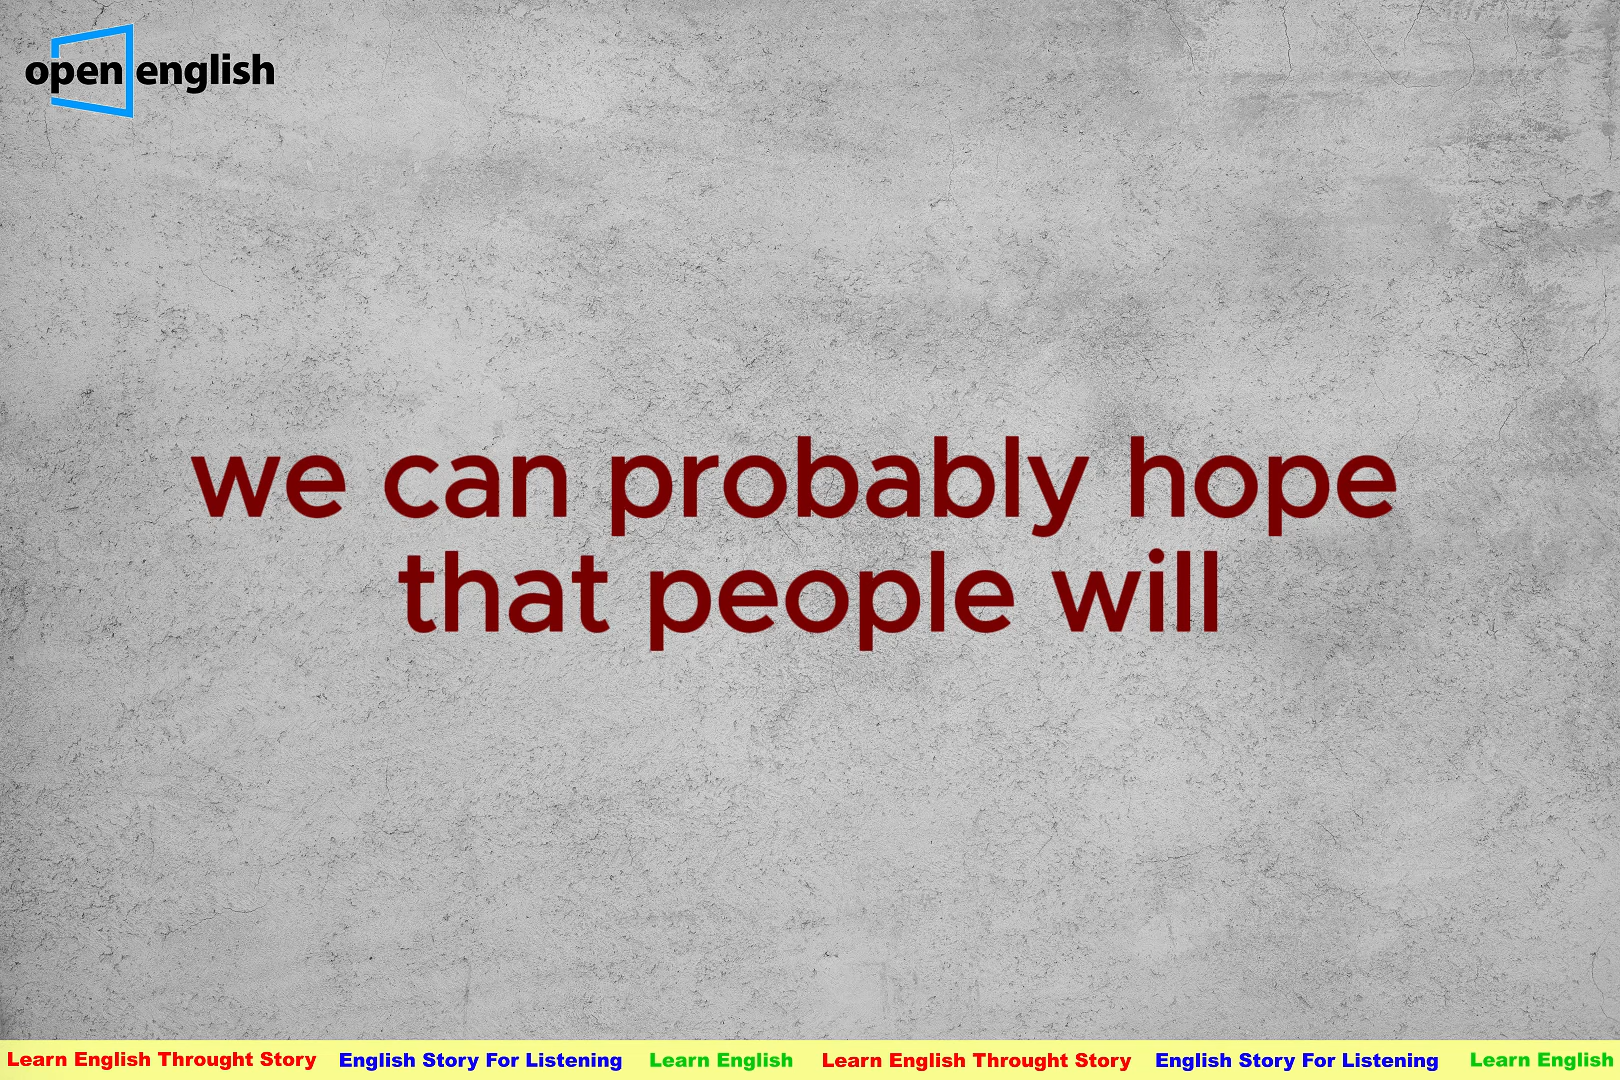 open english
we can probably hope
that people will
Learn English Throught Story English Story For Listening Learn English Learn English Throught Story English Story For Listening Learn English